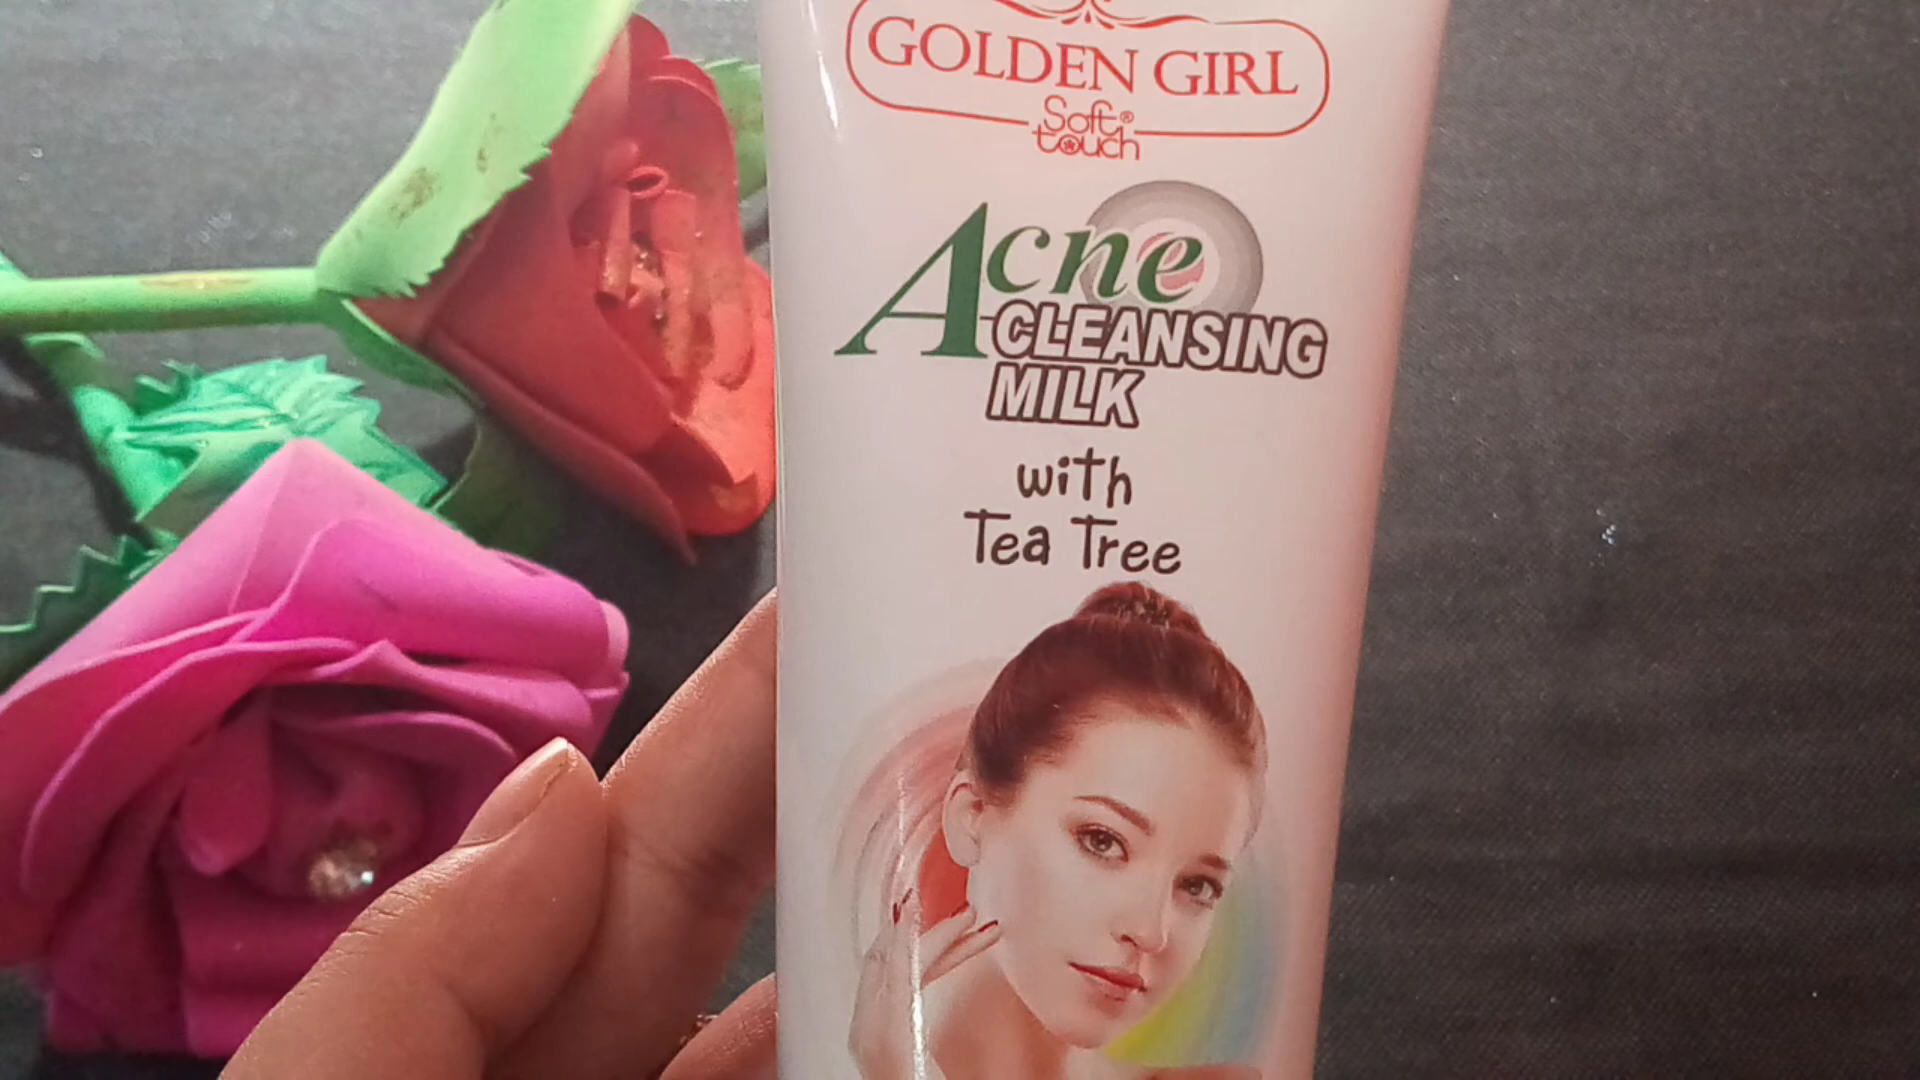 GOLDEN GIRL
Soft®
touch
Acne
CLEANSING
MILK
with
Tea Tree